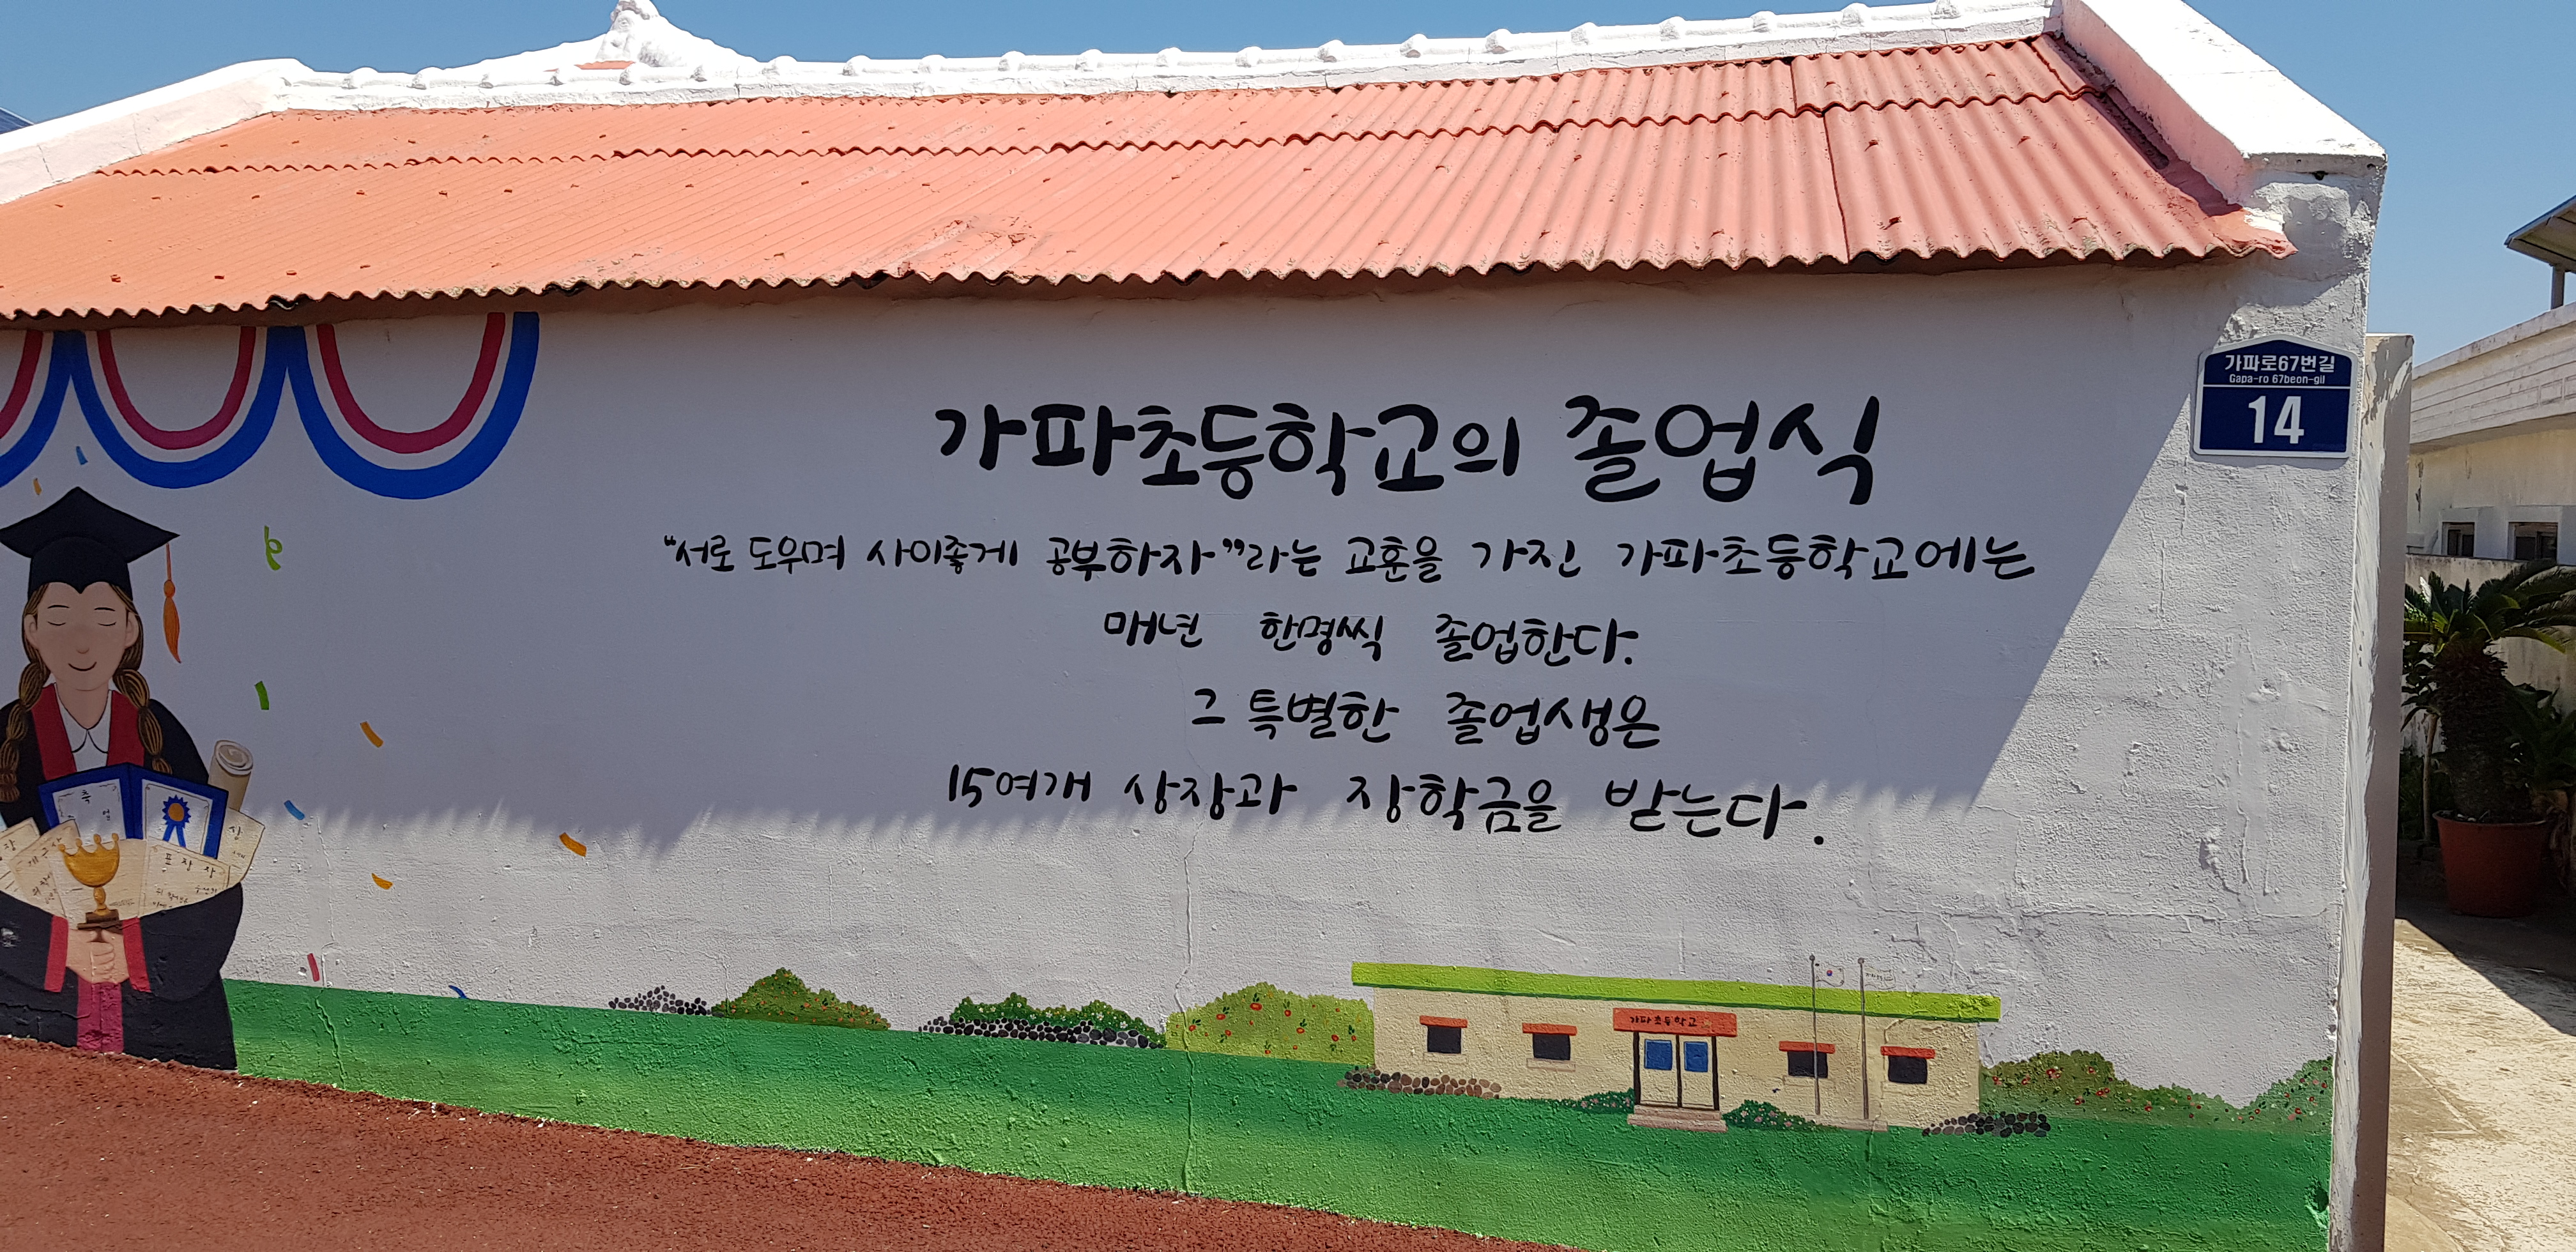 가파초등학교의 졸업식
"서로 도우며 사이좋게 공부하자"라는 교훈을 가진 가파초등학교에는
매년 한명씩 졸업한다.
그 특별한 졸업생은
15여개 상장과 장학금을 받는다.
가파로67번길
Gapa-ro 67beon-gil
14
가파초등학교
상
표장장